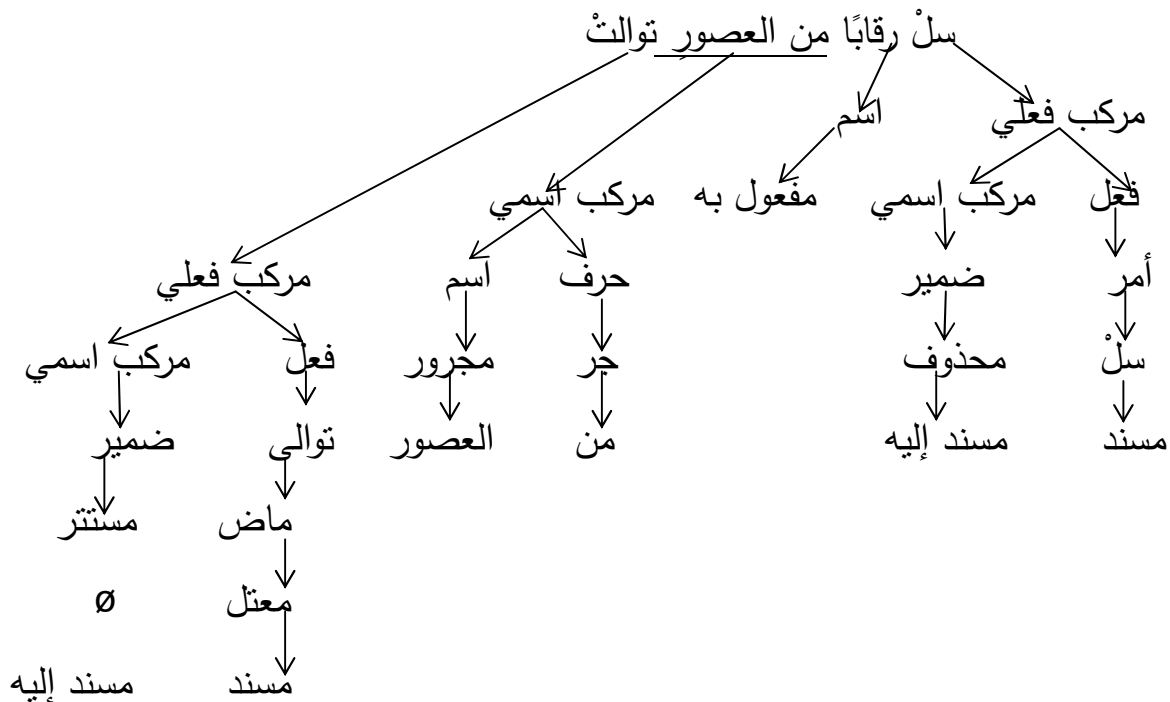 سلْ رقابًا من العصور توالتْ
مركب فعلي اسم
فعل مركب اسمي مفعول به مركب اسمي
أمر ضمير حرف اسم مركب فعلي
سلْ محذوف جر مجرور فعل مركب اسمي
مسند مسند إليه من العصور توالى ضمير
ماض مستتر
معتل ø
مسند مسند إليه